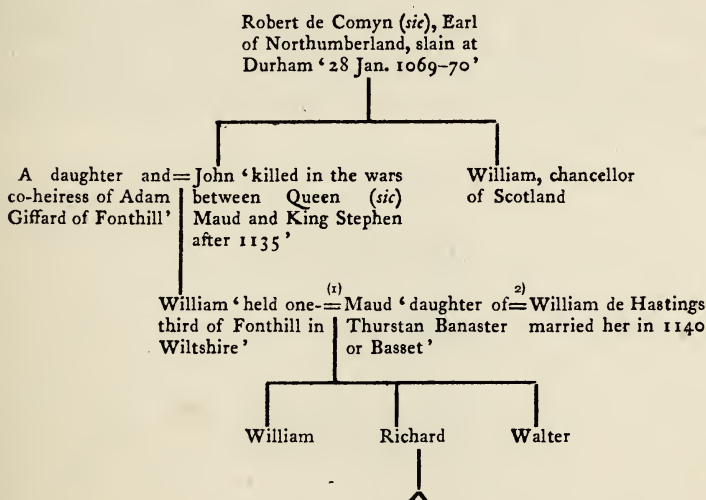 Robert de Comyn (sic), Earl
of Northumberland, slain at
Durham ‘ 28 Jan. 1069–70 ’
A daughter and=
co-heiress of Adam
Giffard of Fonthill’
John ‘ killed in the wars
between Queen (sic)
Maud and King Stephen
after 1135 ’
William, chancellor
of Scotland
William ‘ held one-
third of Fonthill in
Wiltshire ’
(1)
=
Maud ‘ daughter of
Thurstan Banaster
or Basset ’
2)
=
William de Hastings
married her in 1140
William
Richard
Walter